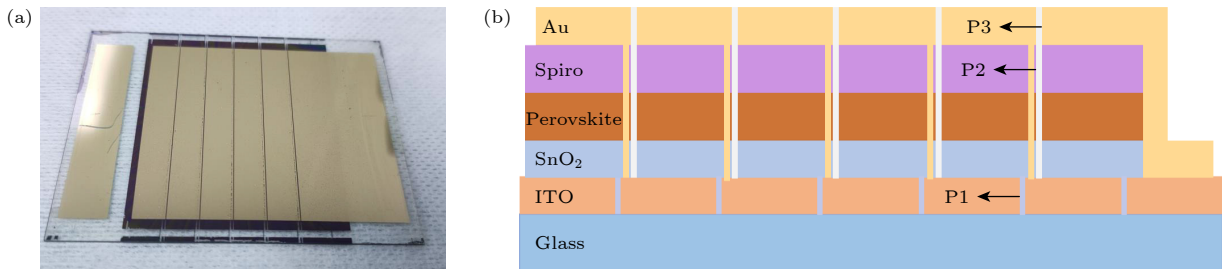 (a)
(b)
Au
P3
Spiro
P2
Perovskite
SnO₂
ITO
P1
Glass